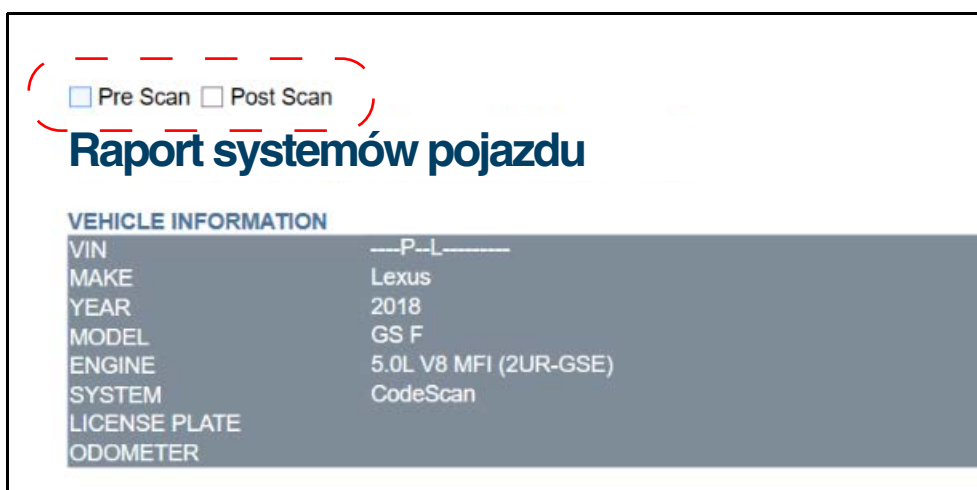 Pre Scan Post Scan
Raport systemów pojazdu
VEHICLE INFORMATION
VIN ----P--L---------
MAKE Lexus
YEAR 2018
MODEL GS F
ENGINE 5.0L V8 MFI (2UR-GSE)
SYSTEM CodeScan
LICENSE PLATE
ODOMETER